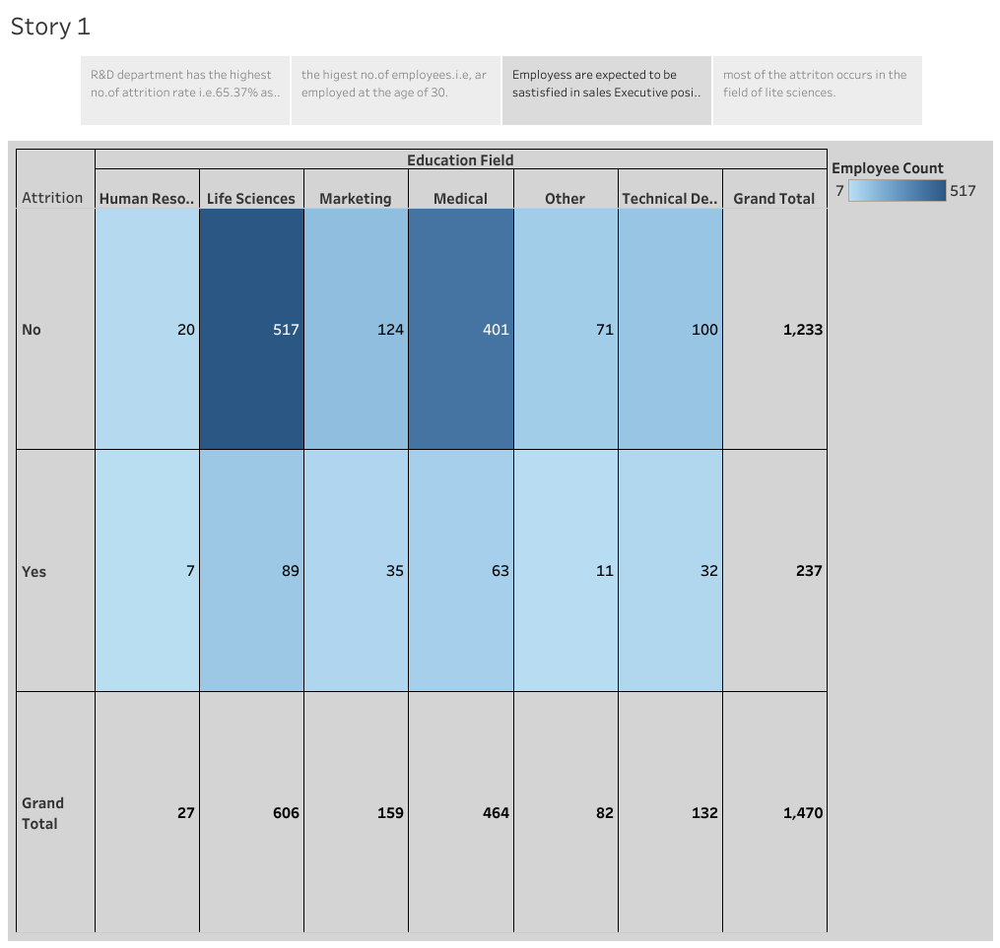 Story 1
R&D department has the highest
no.of attrition rate i.e.65.37% as..
the higest no.of employees.i.e, ar
employed at the age of 30.
Employess are expected to be
sastisfied in sales Executive posi..
most of the attriton occurs in the
field of lite sciences.
Education Field
Attrition Human Reso.. Life Sciences Marketing Medical Other Technical De.. Grand Total
No 20 517 124 401 71 100 1,233
Yes 7 89 35 63 11 32 237
Grand
Total 27 606 159 464 82 132 1,470
Employee Count
7 517